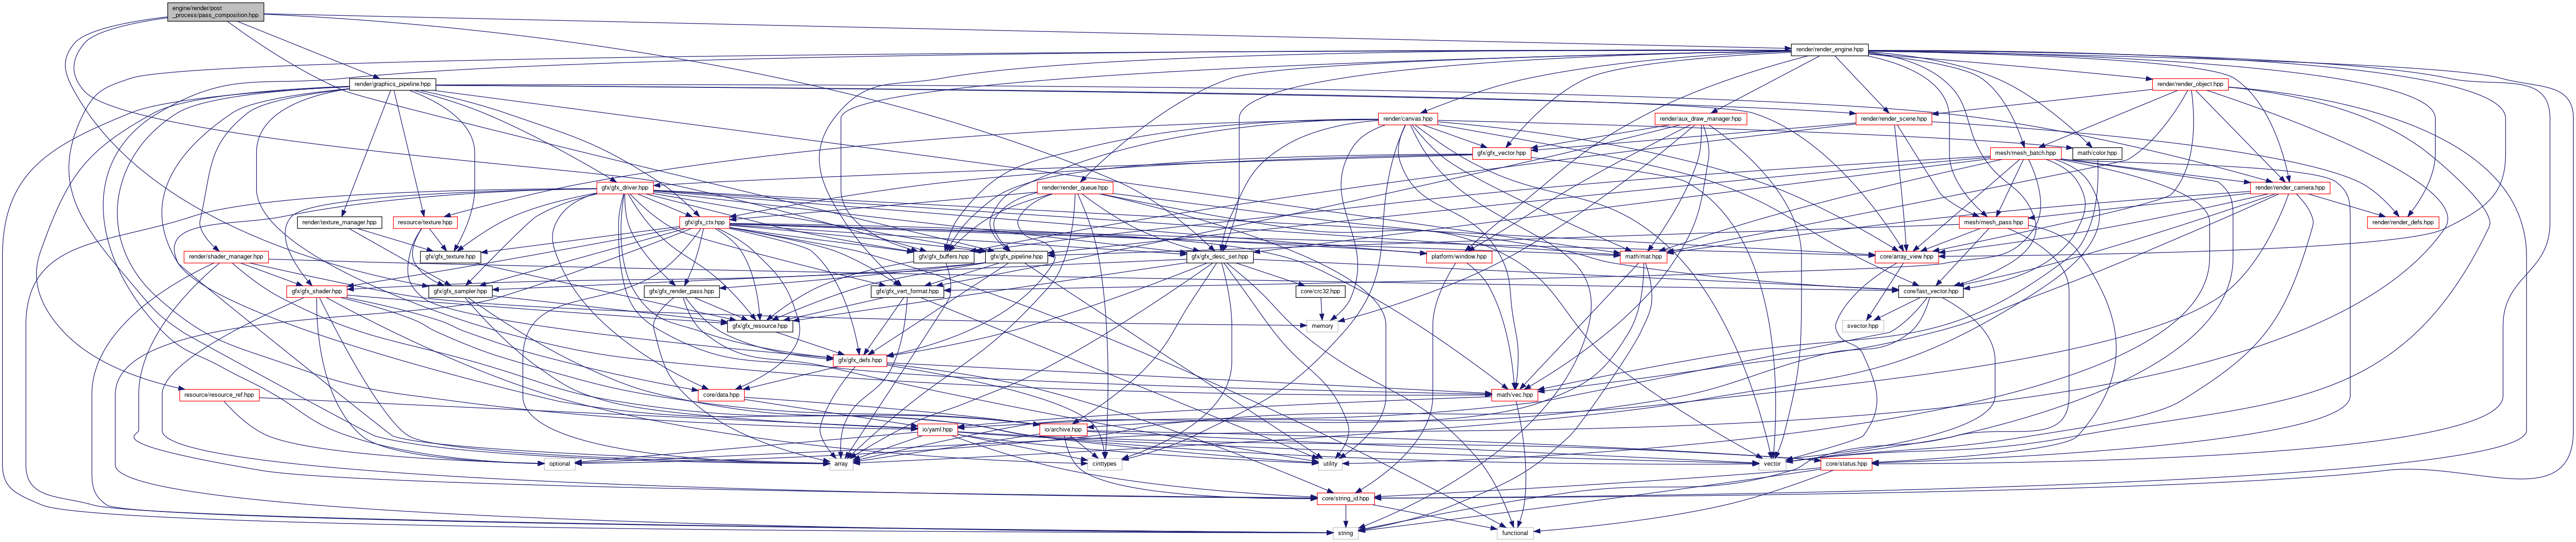 engine/render/post
_process/pass_composition.hpp
render/render_engine.hpp
render/graphics_pipeline.hpp
render/render_object.hpp
render/canvas.hpp
render/aux_draw_manager.hpp
render/render_scene.hpp
gfx/gfx_vector.hpp
mesh/mesh_batch.hpp
math/color.hpp
gfx/gfx_driver.hpp
render/render_queue.hpp
render/render_camera.hpp
render/texture_manager.hpp
resource/texture.hpp
gfx/gfx_ctx.hpp
mesh/mesh_pass.hpp
render/render_defs.hpp
render/shader_manager.hpp
gfx/gfx_texture.hpp
gfx/gfx_buffers.hpp
gfx/gfx_pipeline.hpp
gfx/gfx_desc_set.hpp
platform/window.hpp
math/mat.hpp
core/array_view.hpp
gfx/gfx_shader.hpp
gfx/gfx_sampler.hpp
gfx/gfx_render_pass.hpp
gfx/gfx_vert_format.hpp
core/crc32.hpp
core/fast_vector.hpp
gfx/gfx_resource.hpp
memory
svector.hpp
gfx/gfx_defs.hpp
resource/resource_ref.hpp
core/data.hpp
math/vec.hpp
io/yaml.hpp
io/archive.hpp
optional
array
cinttypes
utility
vector
core/status.hpp
core/string_id.hpp
string
functional